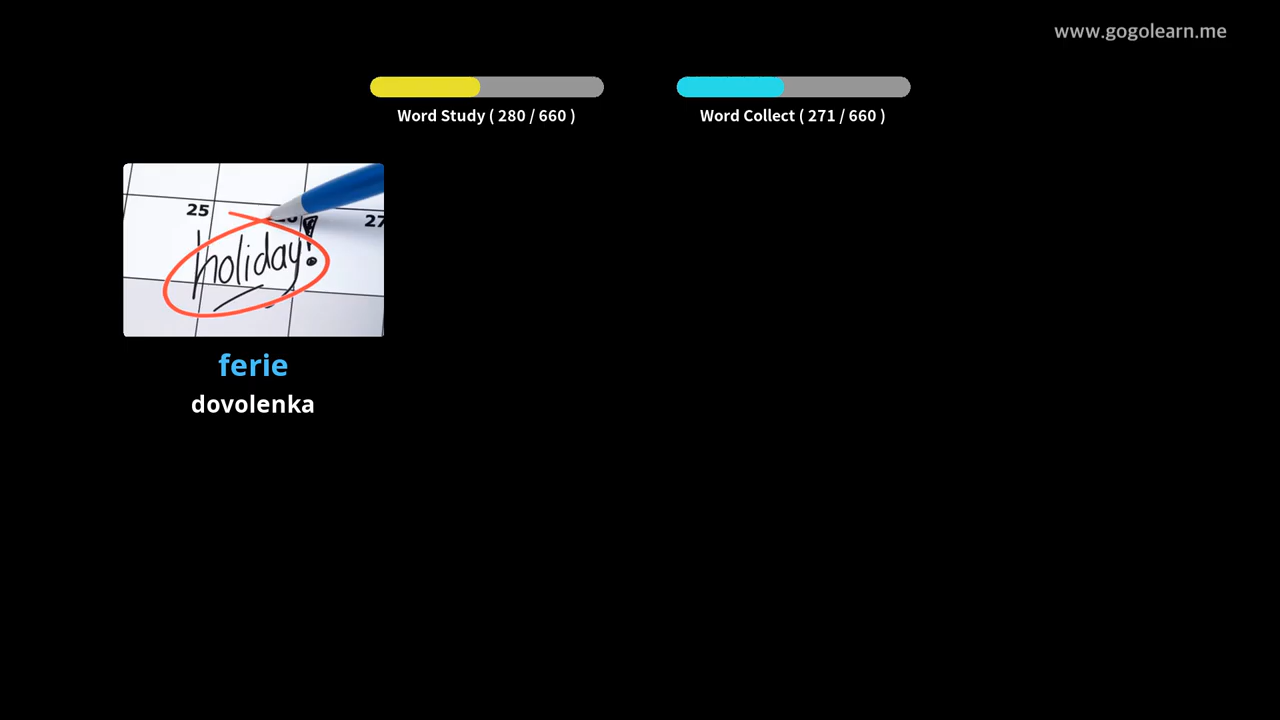 www.gogolearn.me
Word Study ( 280 / 660 )
Word Collect ( 271 / 660 )
25
27
holiday!
ferie
dovolenka